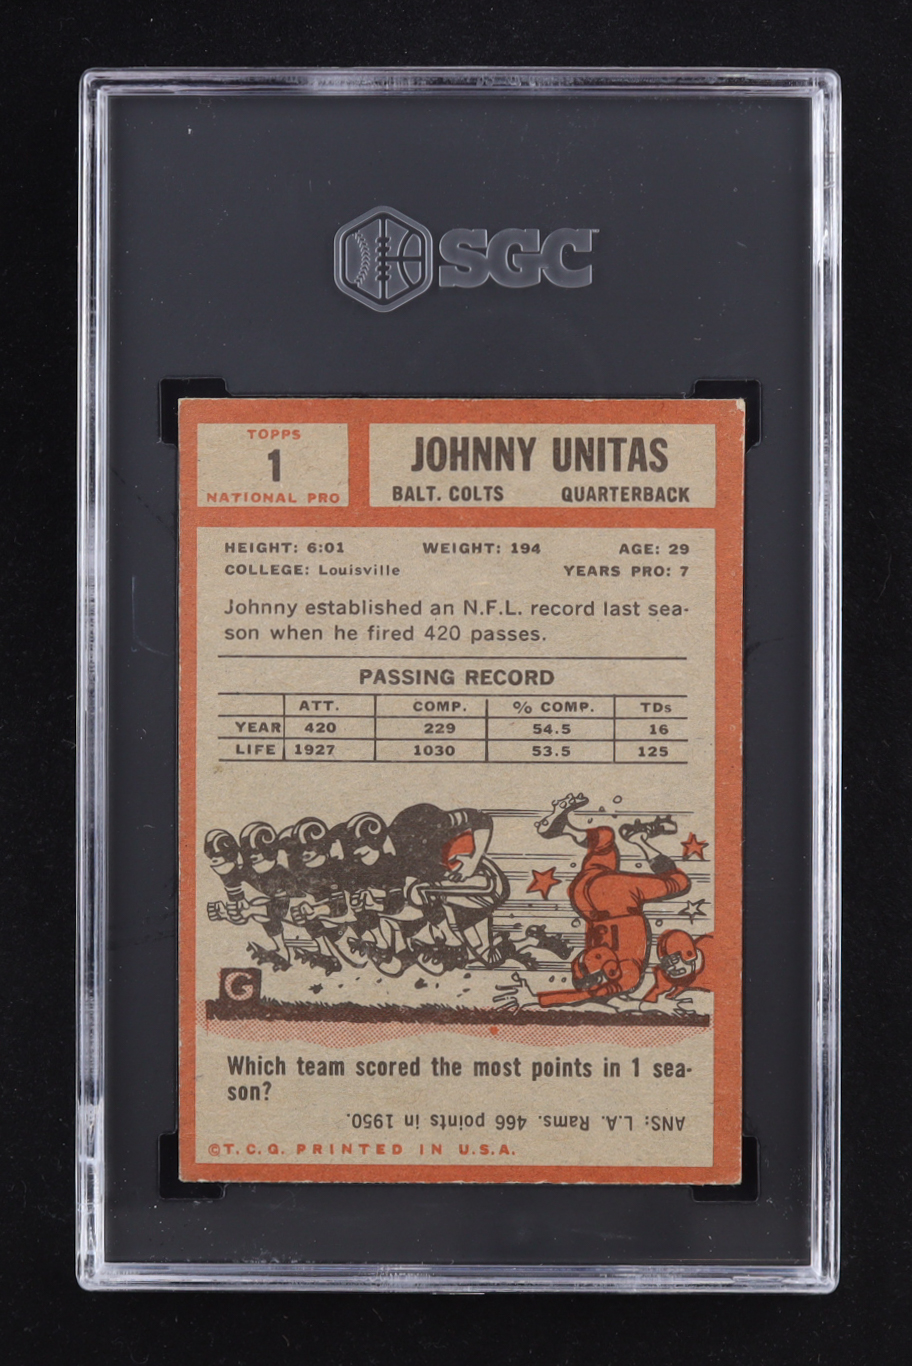 SGC
TOPPS
1
NATIONAL PRO
JOHNNY UNITAS
BALT. COLTS QUARTERBACK
HEIGHT: 6:01 WEIGHT: 194 AGE: 29
COLLEGE: Louisville YEARS PRO: 7
Johnny established an N.F.L. record last sea-
son when he fired 420 passes.
PASSING RECORD
ATT. COMP. % COMP. TDs
YEAR 420 229 54.5 16
LIFE 1927 1030 53.5 125
G
Which team scored the most points in 1 sea-
son?
ANS: L.A. Rams. 466 points in 1950.
©T.C.G. PRINTED IN U.S.A.